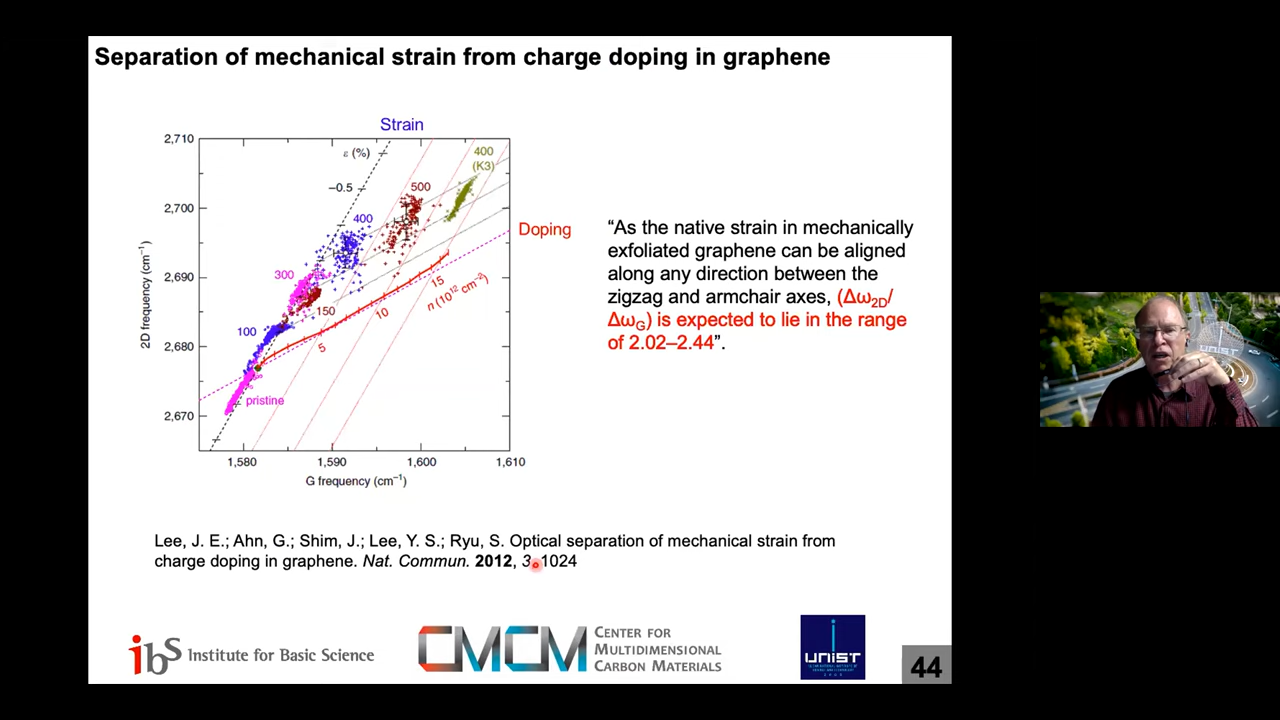 Separation of mechanical strain from charge doping in graphene
Strain
2,710
2,700
2,690
2,680
2,670
2D frequency (cm⁻¹)
ε (%)
−0.5
400
(K3)
500
400
300
150
100
pristine
5
10
15
n (10¹² cm⁻²)
Doping
1,580
1,590
1,600
1,610
G frequency (cm⁻¹)
“As the native strain in mechanically
exfoliated graphene can be aligned
along any direction between the
zigzag and armchair axes, (Δω2D/
ΔωG) is expected to lie in the range
of 2.02–2.44”.
Lee, J. E.; Ahn, G.; Shim, J.; Lee, Y. S.; Ryu, S. Optical separation of mechanical strain from
charge doping in graphene. Nat. Commun. 2012, 3, 1024
ibS Institute for Basic Science
CMCM
CENTER FOR
MULTIDIMENSIONAL
CARBON MATERIALS
UNIST
44
UNIST